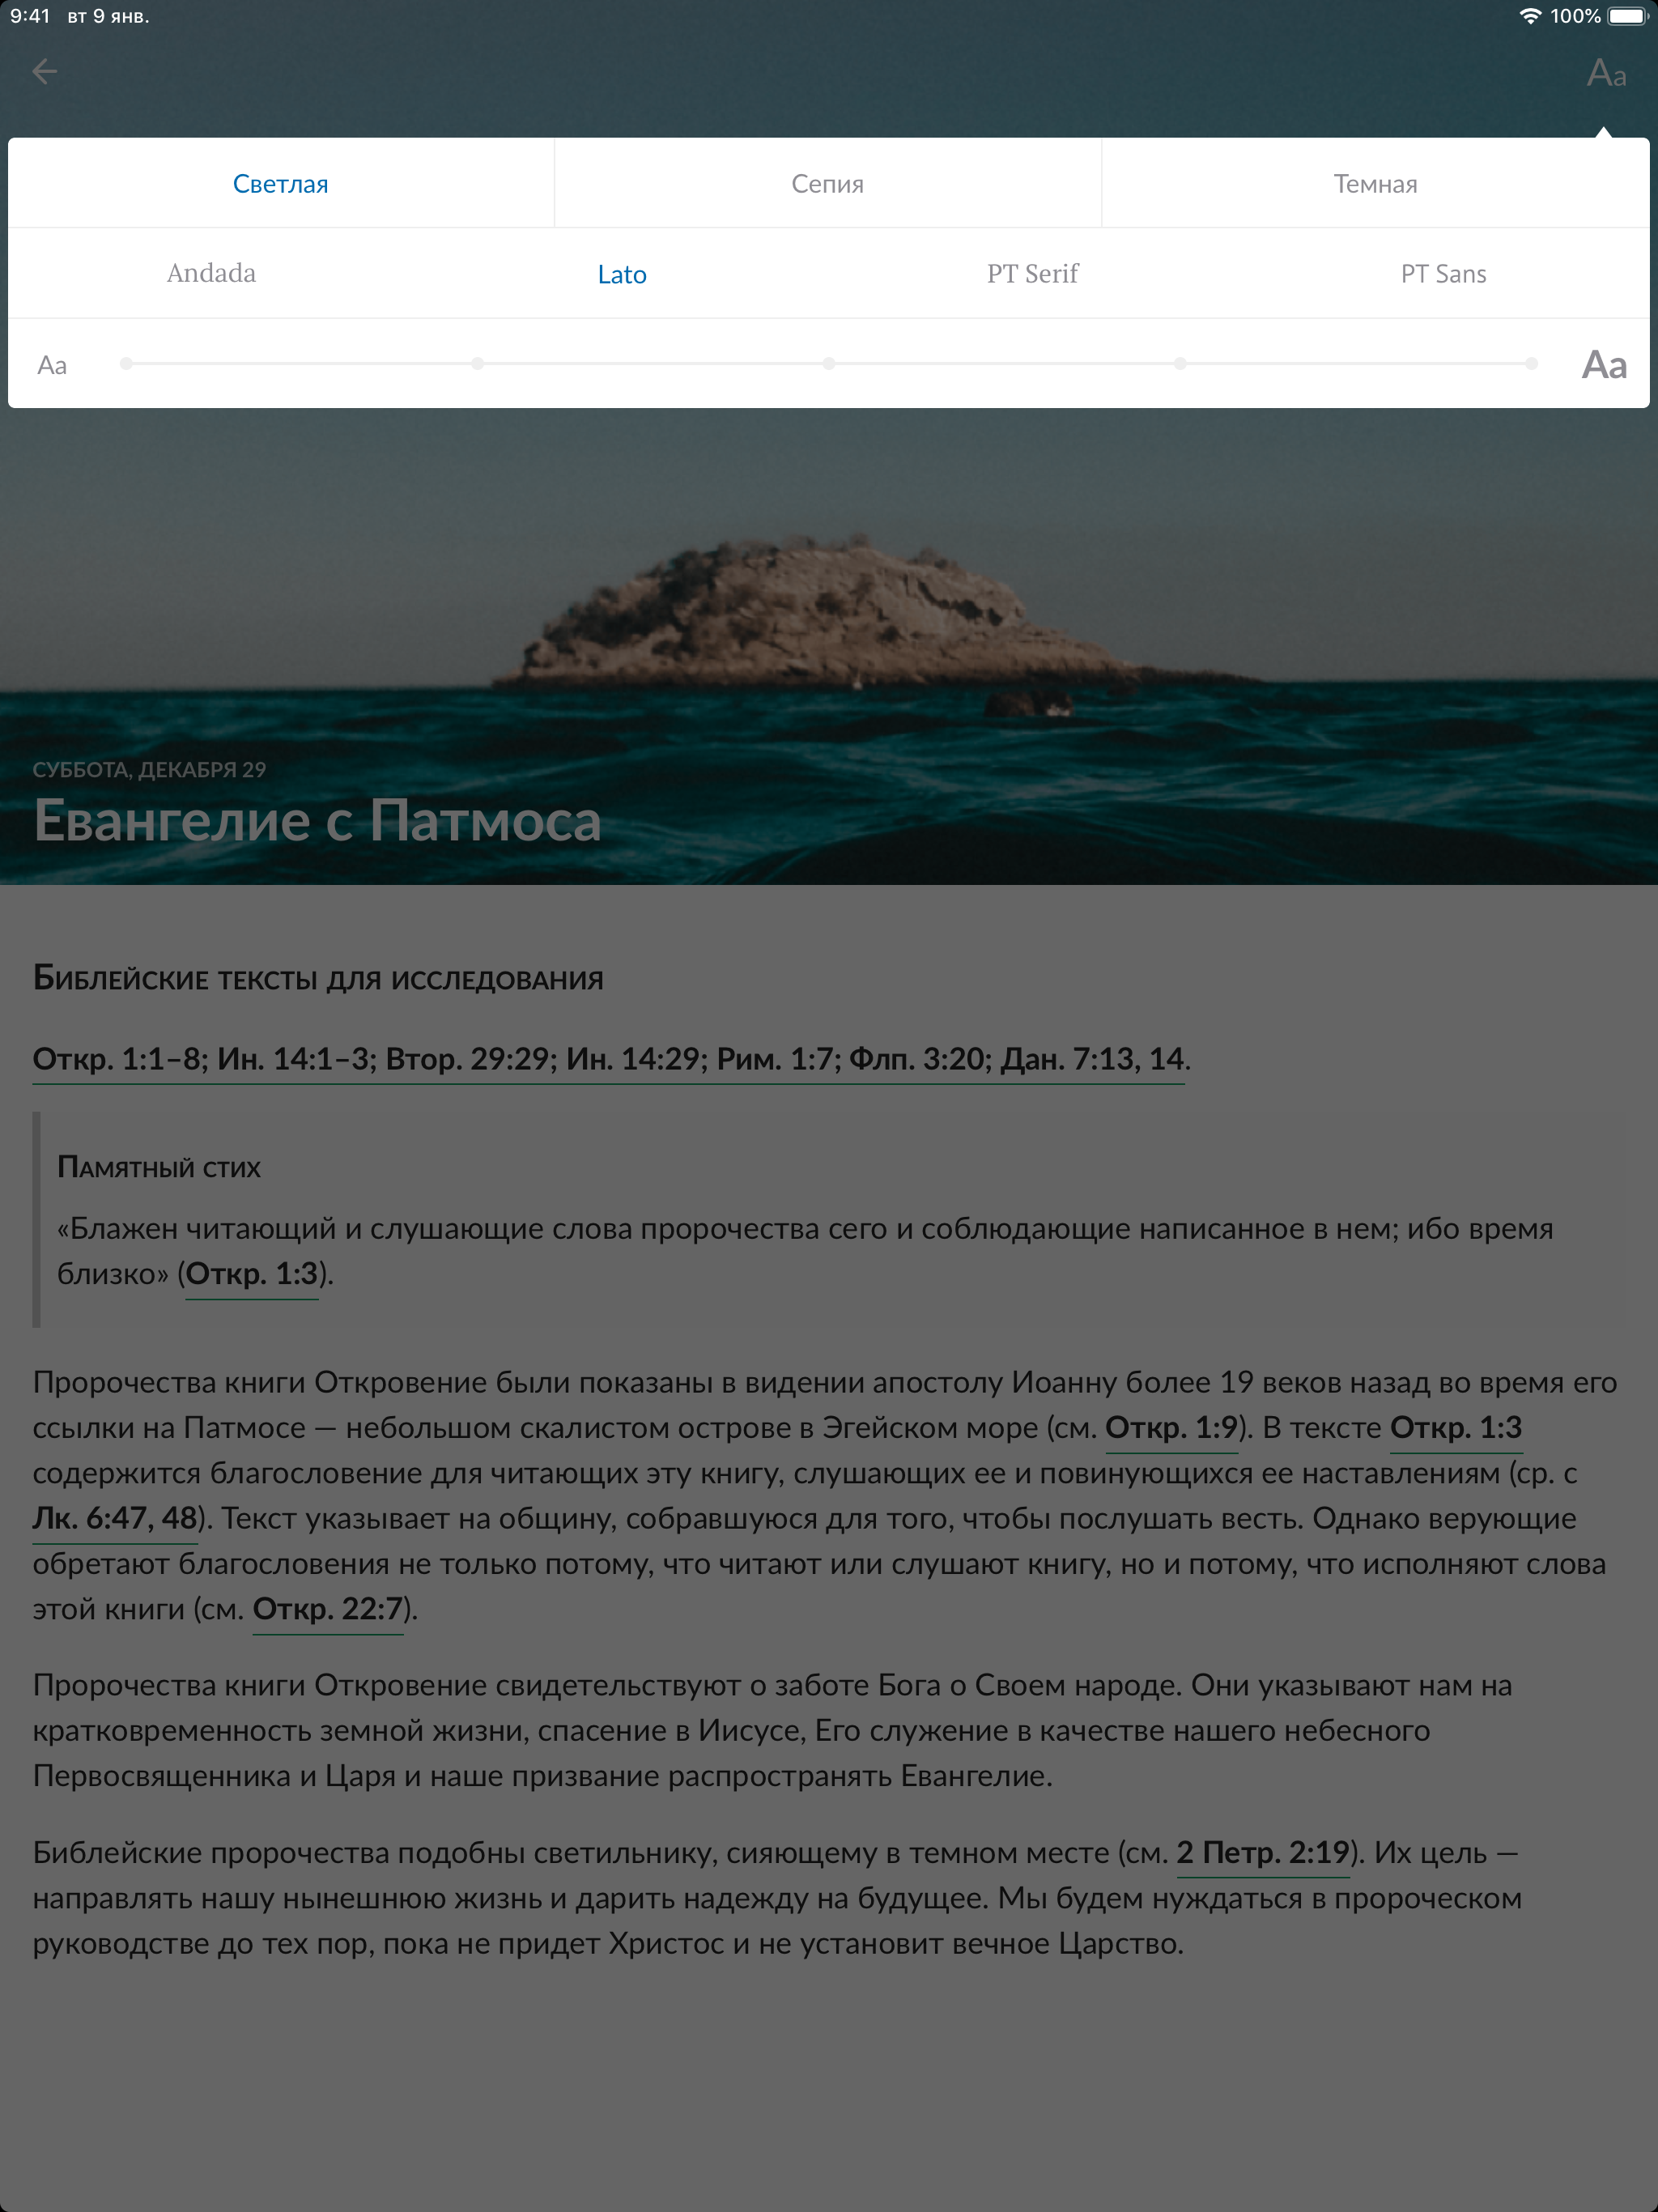 9:41 вт 9 янв. 100%
Aa
Светлая Сепия Темная
Andada Lato PT Serif PT Sans
Aa Aa
СУББОТА, ДЕКАБРЯ 29
Евангелие с Патмоса
Библейские тексты для исследования
Откр. 1:1–8; Ин. 14:1–3; Втор. 29:29; Ин. 14:29; Рим. 1:7; Флп. 3:20; Дан. 7:13, 14.
Памятный стих
«Блажен читающий и слушающие слова пророчества сего и соблюдающие написанное в нем; ибо время
близко» (Откр. 1:3).
Пророчества книги Откровение были показаны в видении апостолу Иоанну более 19 веков назад во время его
ссылки на Патмосе — небольшом скалистом острове в Эгейском море (см. Откр. 1:9). В тексте Откр. 1:3
содержится благословение для читающих эту книгу, слушающих ее и повинующихся ее наставлениям (ср. с
Лк. 6:47, 48). Текст указывает на общину, собравшуюся для того, чтобы послушать весть. Однако верующие
обретают благословения не только потому, что читают или слушают книгу, но и потому, что исполняют слова
этой книги (см. Откр. 22:7).
Пророчества книги Откровение свидетельствуют о заботе Бога о Своем народе. Они указывают нам на
кратковременность земной жизни, спасение в Иисусе, Его служение в качестве нашего небесного
Первосвященника и Царя и наше призвание распространять Евангелие.
Библейские пророчества подобны светильнику, сияющему в темном месте (см. 2 Петр. 2:19). Их цель —
направлять нашу нынешнюю жизнь и дарить надежду на будущее. Мы будем нуждаться в пророческом
руководстве до тех пор, пока не придет Христос и не установит вечное Царство.